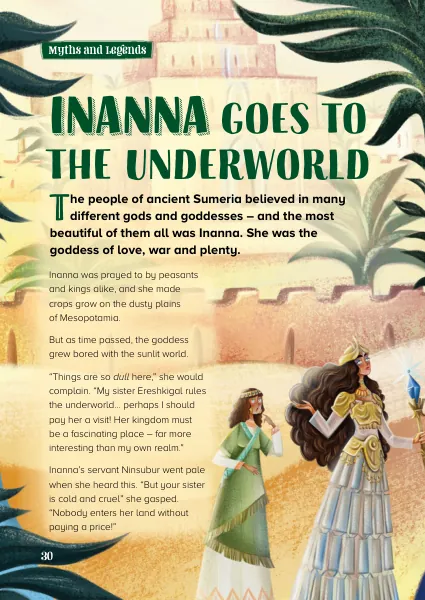 Myths and Legends
INANNA GOES TO
THE UNDERWORLD
The people of ancient Sumeria believed in many
different gods and goddesses – and the most
beautiful of them all was Inanna. She was the
goddess of love, war and plenty.
Inanna was prayed to by peasants
and kings alike, and she made
crops grow on the dusty plains
of Mesopotamia.
But as time passed, the goddess
grew bored with the sunlit world.
“Things are so dull here,” she would
complain. “My sister Ereshkigal rules
the underworld... perhaps I should
pay her a visit! Her kingdom must
be a fascinating place – far more
interesting than my own realm.”
Inanna’s servant Ninsubur went pale
when she heard this. “But your sister
is cold and cruel” she gasped.
“Nobody enters her land without
paying a price!”
30